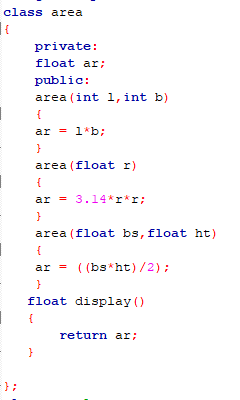 class area
{
private:
float ar;
public:
area(int l,int b)
{
ar = l*b;
}
area(float r)
{
ar = 3.14*r*r;
}
area(float bs,float ht)
{
ar = ((bs*ht)/2);
}
float display()
{
return ar;
}
};